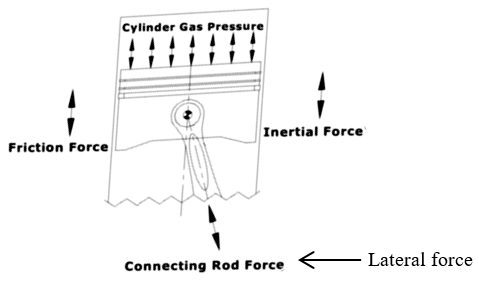 Cylinder Gas Pressure
Friction Force
Inertial Force
Connecting Rod Force
Lateral force